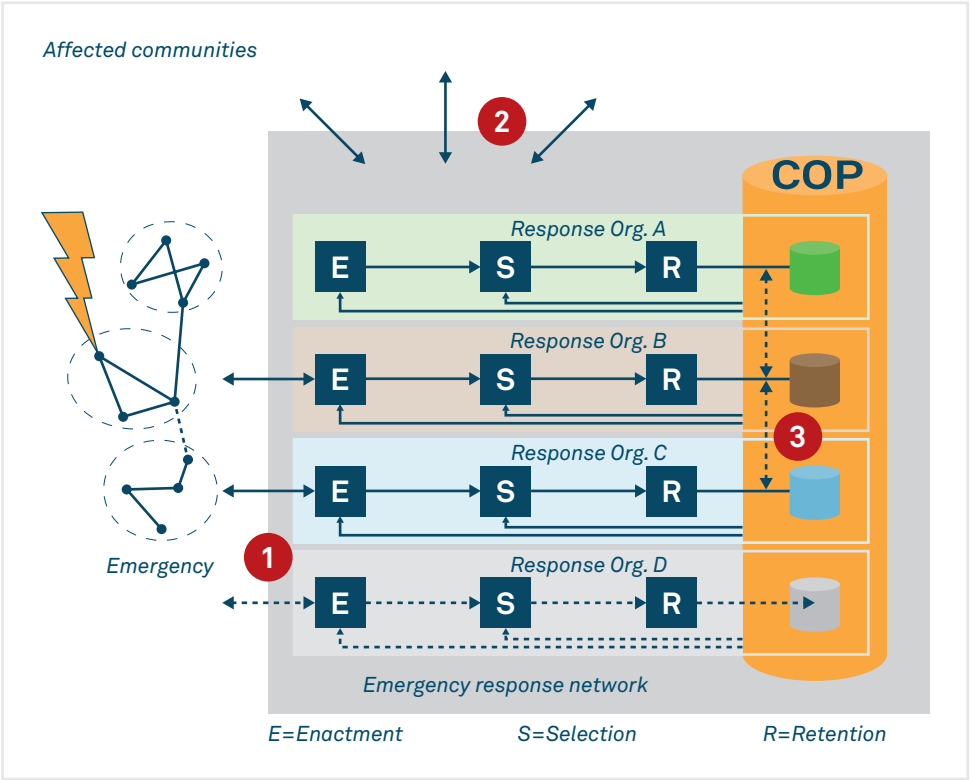 Affected communities
2
COP
Response Org. A
E S R
Response Org. B
E S R
3
Response Org. C
E S R
1
Emergency
Response Org. D
E S R
Emergency response network
E=Enactment S=Selection R=Retention